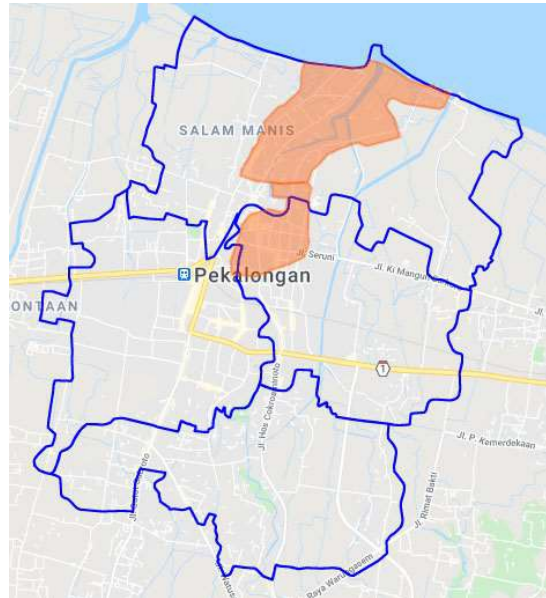 SALAM MANIS
Jl. Seruni
Pekalongan
Jl. Ki Mangun
ONTAAN
1
Jl. Hos Cokroaminoto
Jl. P. Kemerdekaan
Jl. Rimat Bakti
Raya Warungasem